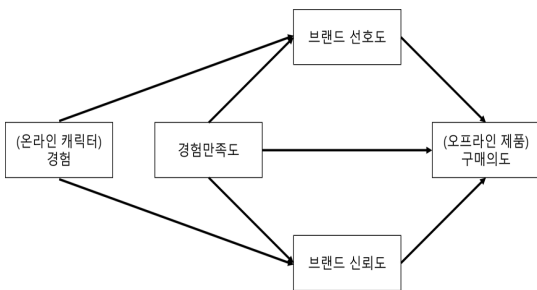 브랜드 선호도
(온라인 캐릭터)
경험
경험만족도
(오프라인 제품)
구매의도
브랜드 신뢰도